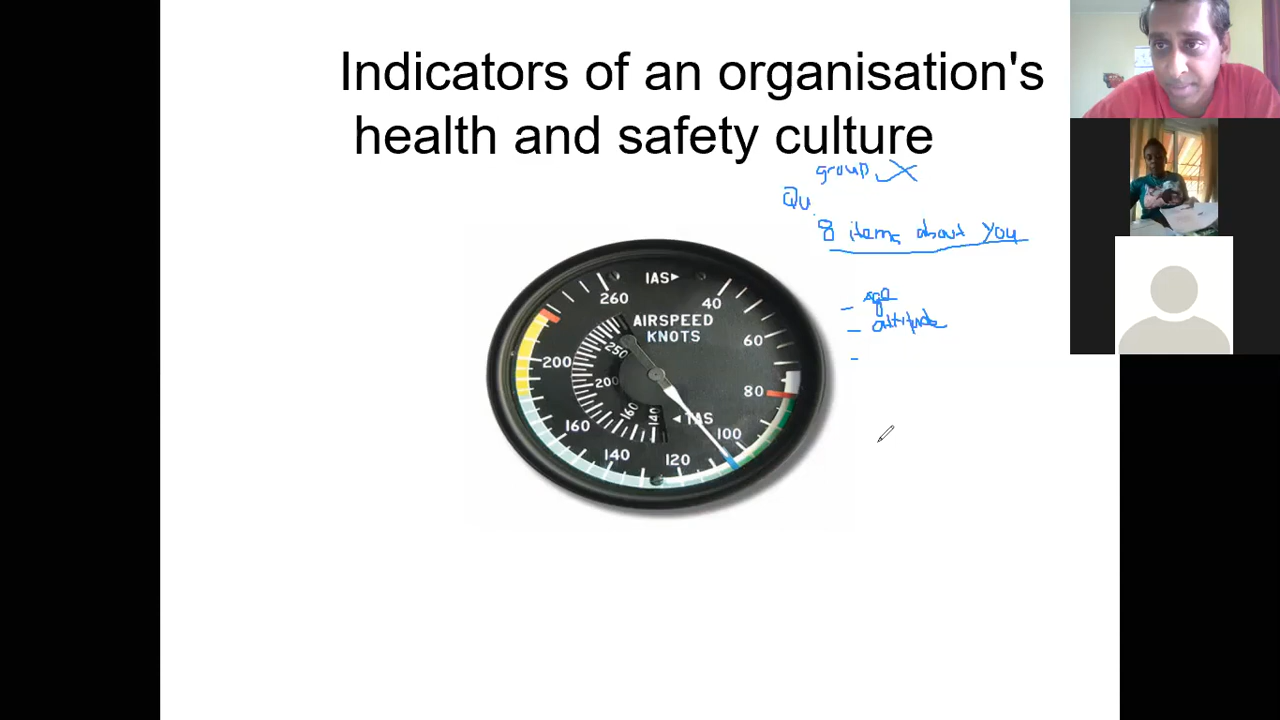 Indicators of an organisation's
health and safety culture
group
Qu.
8 items about You
- age
- attitude
-
IAS
260
40
AIRSPEED
KNOTS
60
250
200
80
200
160
140
TAS
160
100
140
120